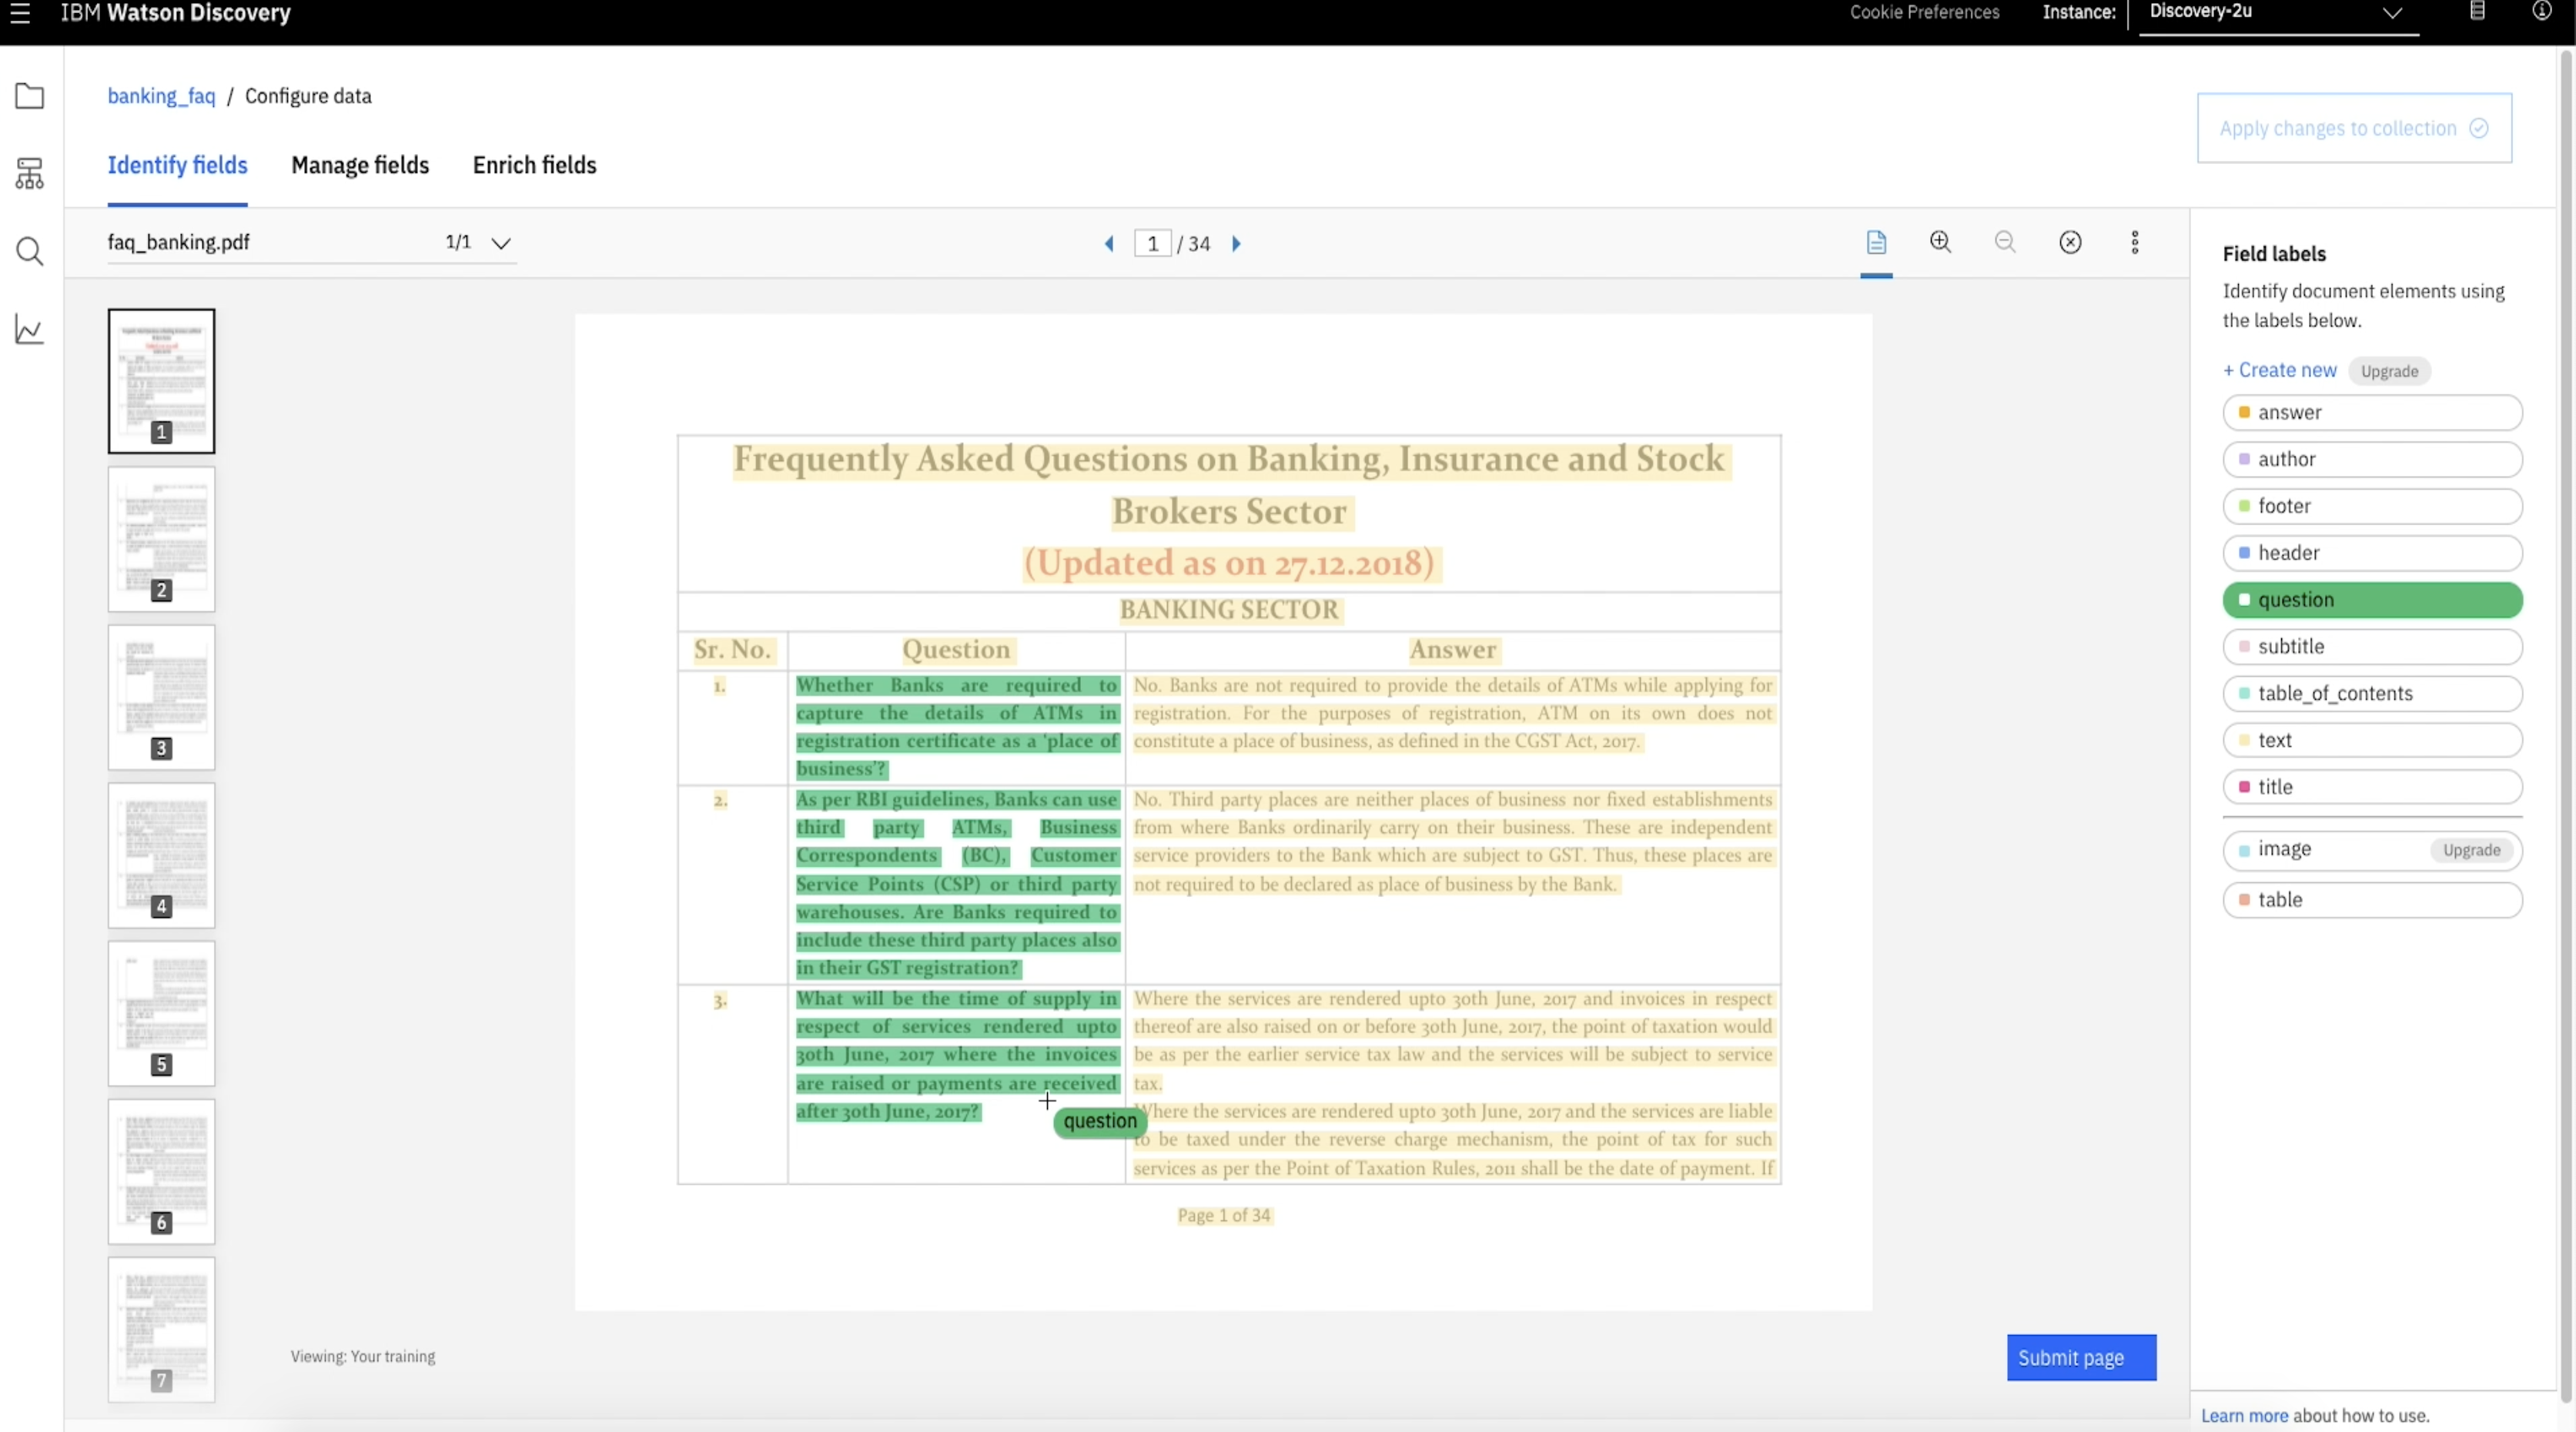 IBM Watson Discovery
Cookie Preferences
Instance:
Discovery-2u
banking_faq / Configure data
Apply changes to collection
Identify fields
Manage fields
Enrich fields
faq_banking.pdf
1/1
1 / 34
1
2
3
4
5
6
7
Frequently Asked Questions on Banking, Insurance and Stock
Brokers Sector
(Updated as on 27.12.2018)
BANKING SECTOR
Sr. No.
Question
Answer
1.
Whether Banks are required to
capture the details of ATMs in
registration certificate as a 'place of
business'?
No. Banks are not required to provide the details of ATMs while applying for
registration. For the purposes of registration, ATM on its own does not
constitute a place of business, as defined in the CGST Act, 2017.
2.
As per RBI guidelines, Banks can use
third party ATMs, Business
Correspondents (BC), Customer
Service Points (CSP) or third party
warehouses. Are Banks required to
include these third party places also
in their GST registration?
No. Third party places are neither places of business nor fixed establishments
from where Banks ordinarily carry on their business. These are independent
service providers to the Bank which are subject to GST. Thus, these places are
not required to be declared as place of business by the Bank.
3.
What will be the time of supply in
respect of services rendered upto
30th June, 2017 where the invoices
are raised or payments are received
after 30th June, 2017?
question
Where the services are rendered upto 30th June, 2017 and invoices in respect
thereof are also raised on or before 30th June, 2017, the point of taxation would
be as per the earlier service tax law and the services will be subject to service
tax.
Where the services are rendered upto 30th June, 2017 and the services are liable
to be taxed under the reverse charge mechanism, the point of tax for such
services as per the Point of Taxation Rules, 2011 shall be the date of payment. If
Page 1 of 34
Viewing: Your training
Submit page
Field labels
Identify document elements using
the labels below.
+ Create new
Upgrade
answer
author
footer
header
question
subtitle
table_of_contents
text
title
image
Upgrade
table
Learn more about how to use.